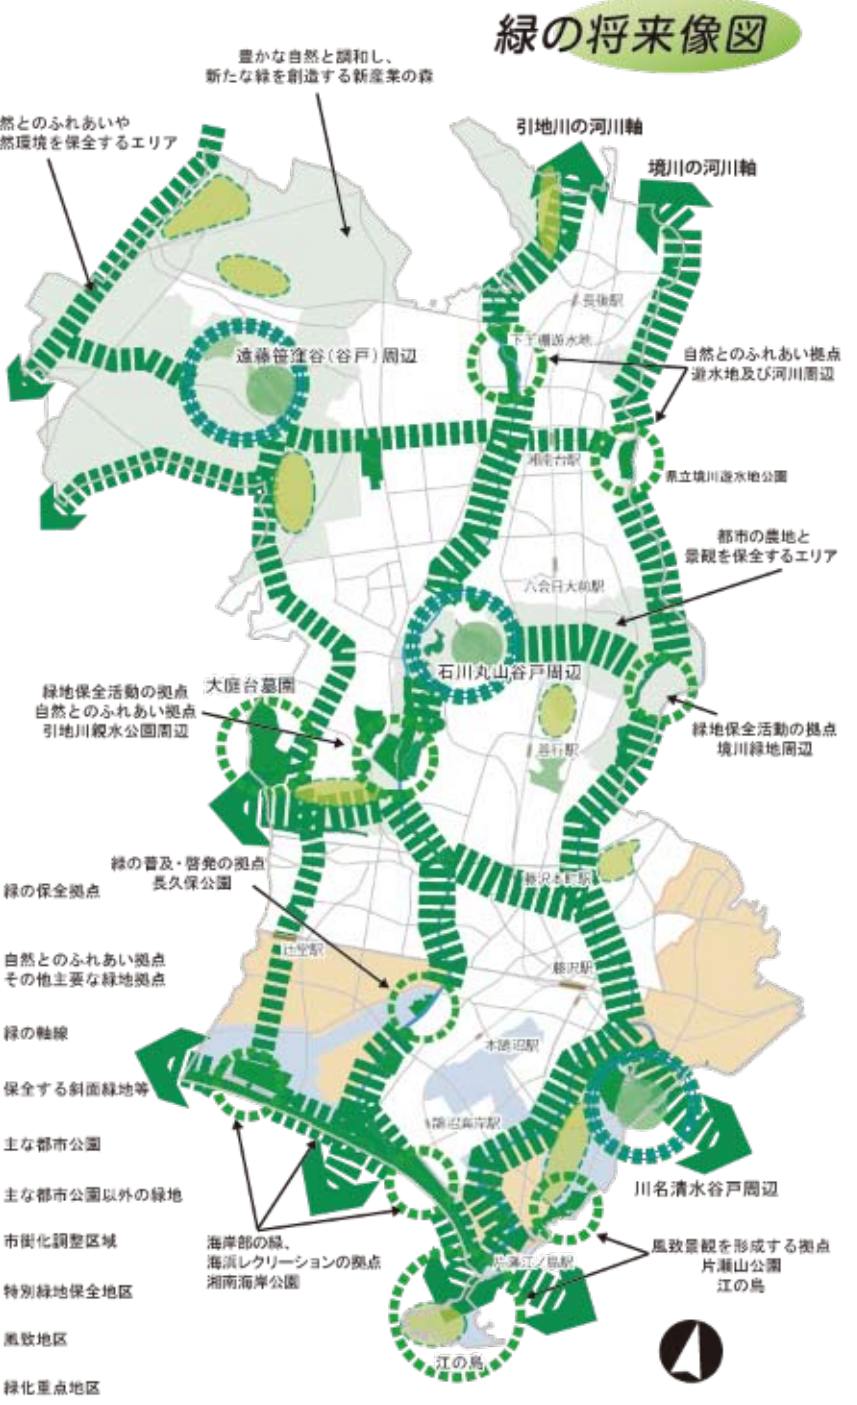 緑の将来像図
豊かな自然と調和し、
新たな緑を創造する新産業の森
然とのふれあいや
然環境を保全するエリア
引地川の河川軸
境川の河川軸
長後駅
下土棚遊水地
遠藤笹窪谷(谷戸)周辺
自然とのふれあい拠点
遊水地及び河川周辺
湘南台駅
県立境川遊水地公園
都市の農地と
景観を保全するエリア
六会日大前駅
石川丸山谷戸周辺
大庭台墓園
緑地保全活動の拠点
自然とのふれあい拠点
引地川親水公園周辺
緑地保全活動の拠点
境川緑地周辺
善行駅
緑の普及・啓発の拠点
長久保公園
藤沢本町駅
緑の保全拠点
辻堂駅
自然とのふれあい拠点
その他主要な緑地拠点
藤沢駅
緑の軸線
本鵠沼駅
保全する斜面緑地等
鵠沼海岸駅
主な都市公園
川名清水谷戸周辺
主な都市公園以外の緑地
市街化調整区域
海岸部の緑、
海浜レクリーションの拠点
湘南海岸公園
風致景観を形成する拠点
片瀬山公園
江の島
片瀬江ノ島駅
特別緑地保全地区
風致地区
江の島
緑化重点地区